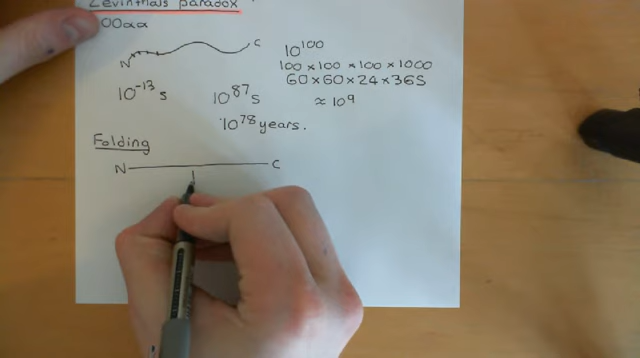 Levinthals paradox
00aa
N C 10^100
100 × 100 × 100 × 1000
60 × 60 × 24 × 365
10^-13 s 10^87 s ≈ 10^9
10^78 years.
Folding
N C